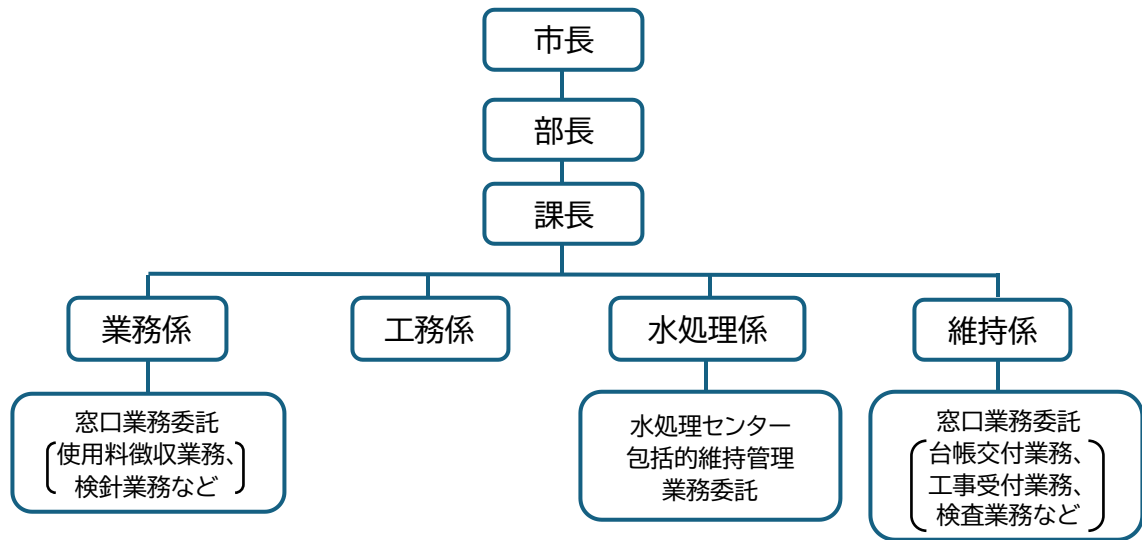 市長
部長
課長
業務係
工務係
水処理係
維持係
窓口業務委託
使用料徴収業務、
検針業務など
水処理センター
包括的維持管理
業務委託
窓口業務委託
台帳交付業務、
工事受付業務、
検査業務など